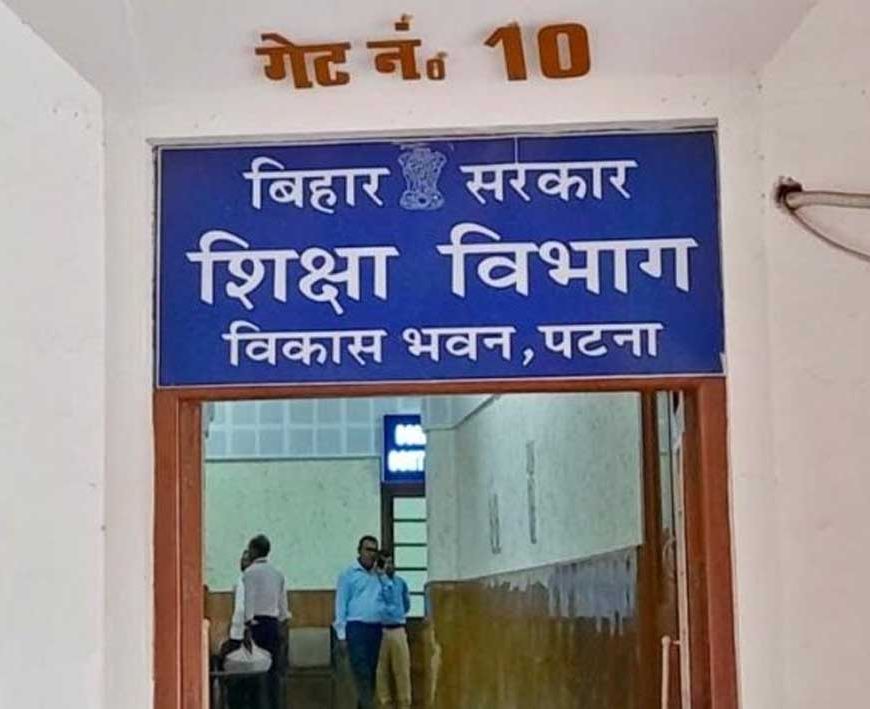 गेट नं० 10
बिहार सरकार
शिक्षा विभाग
विकास भवन, पटना